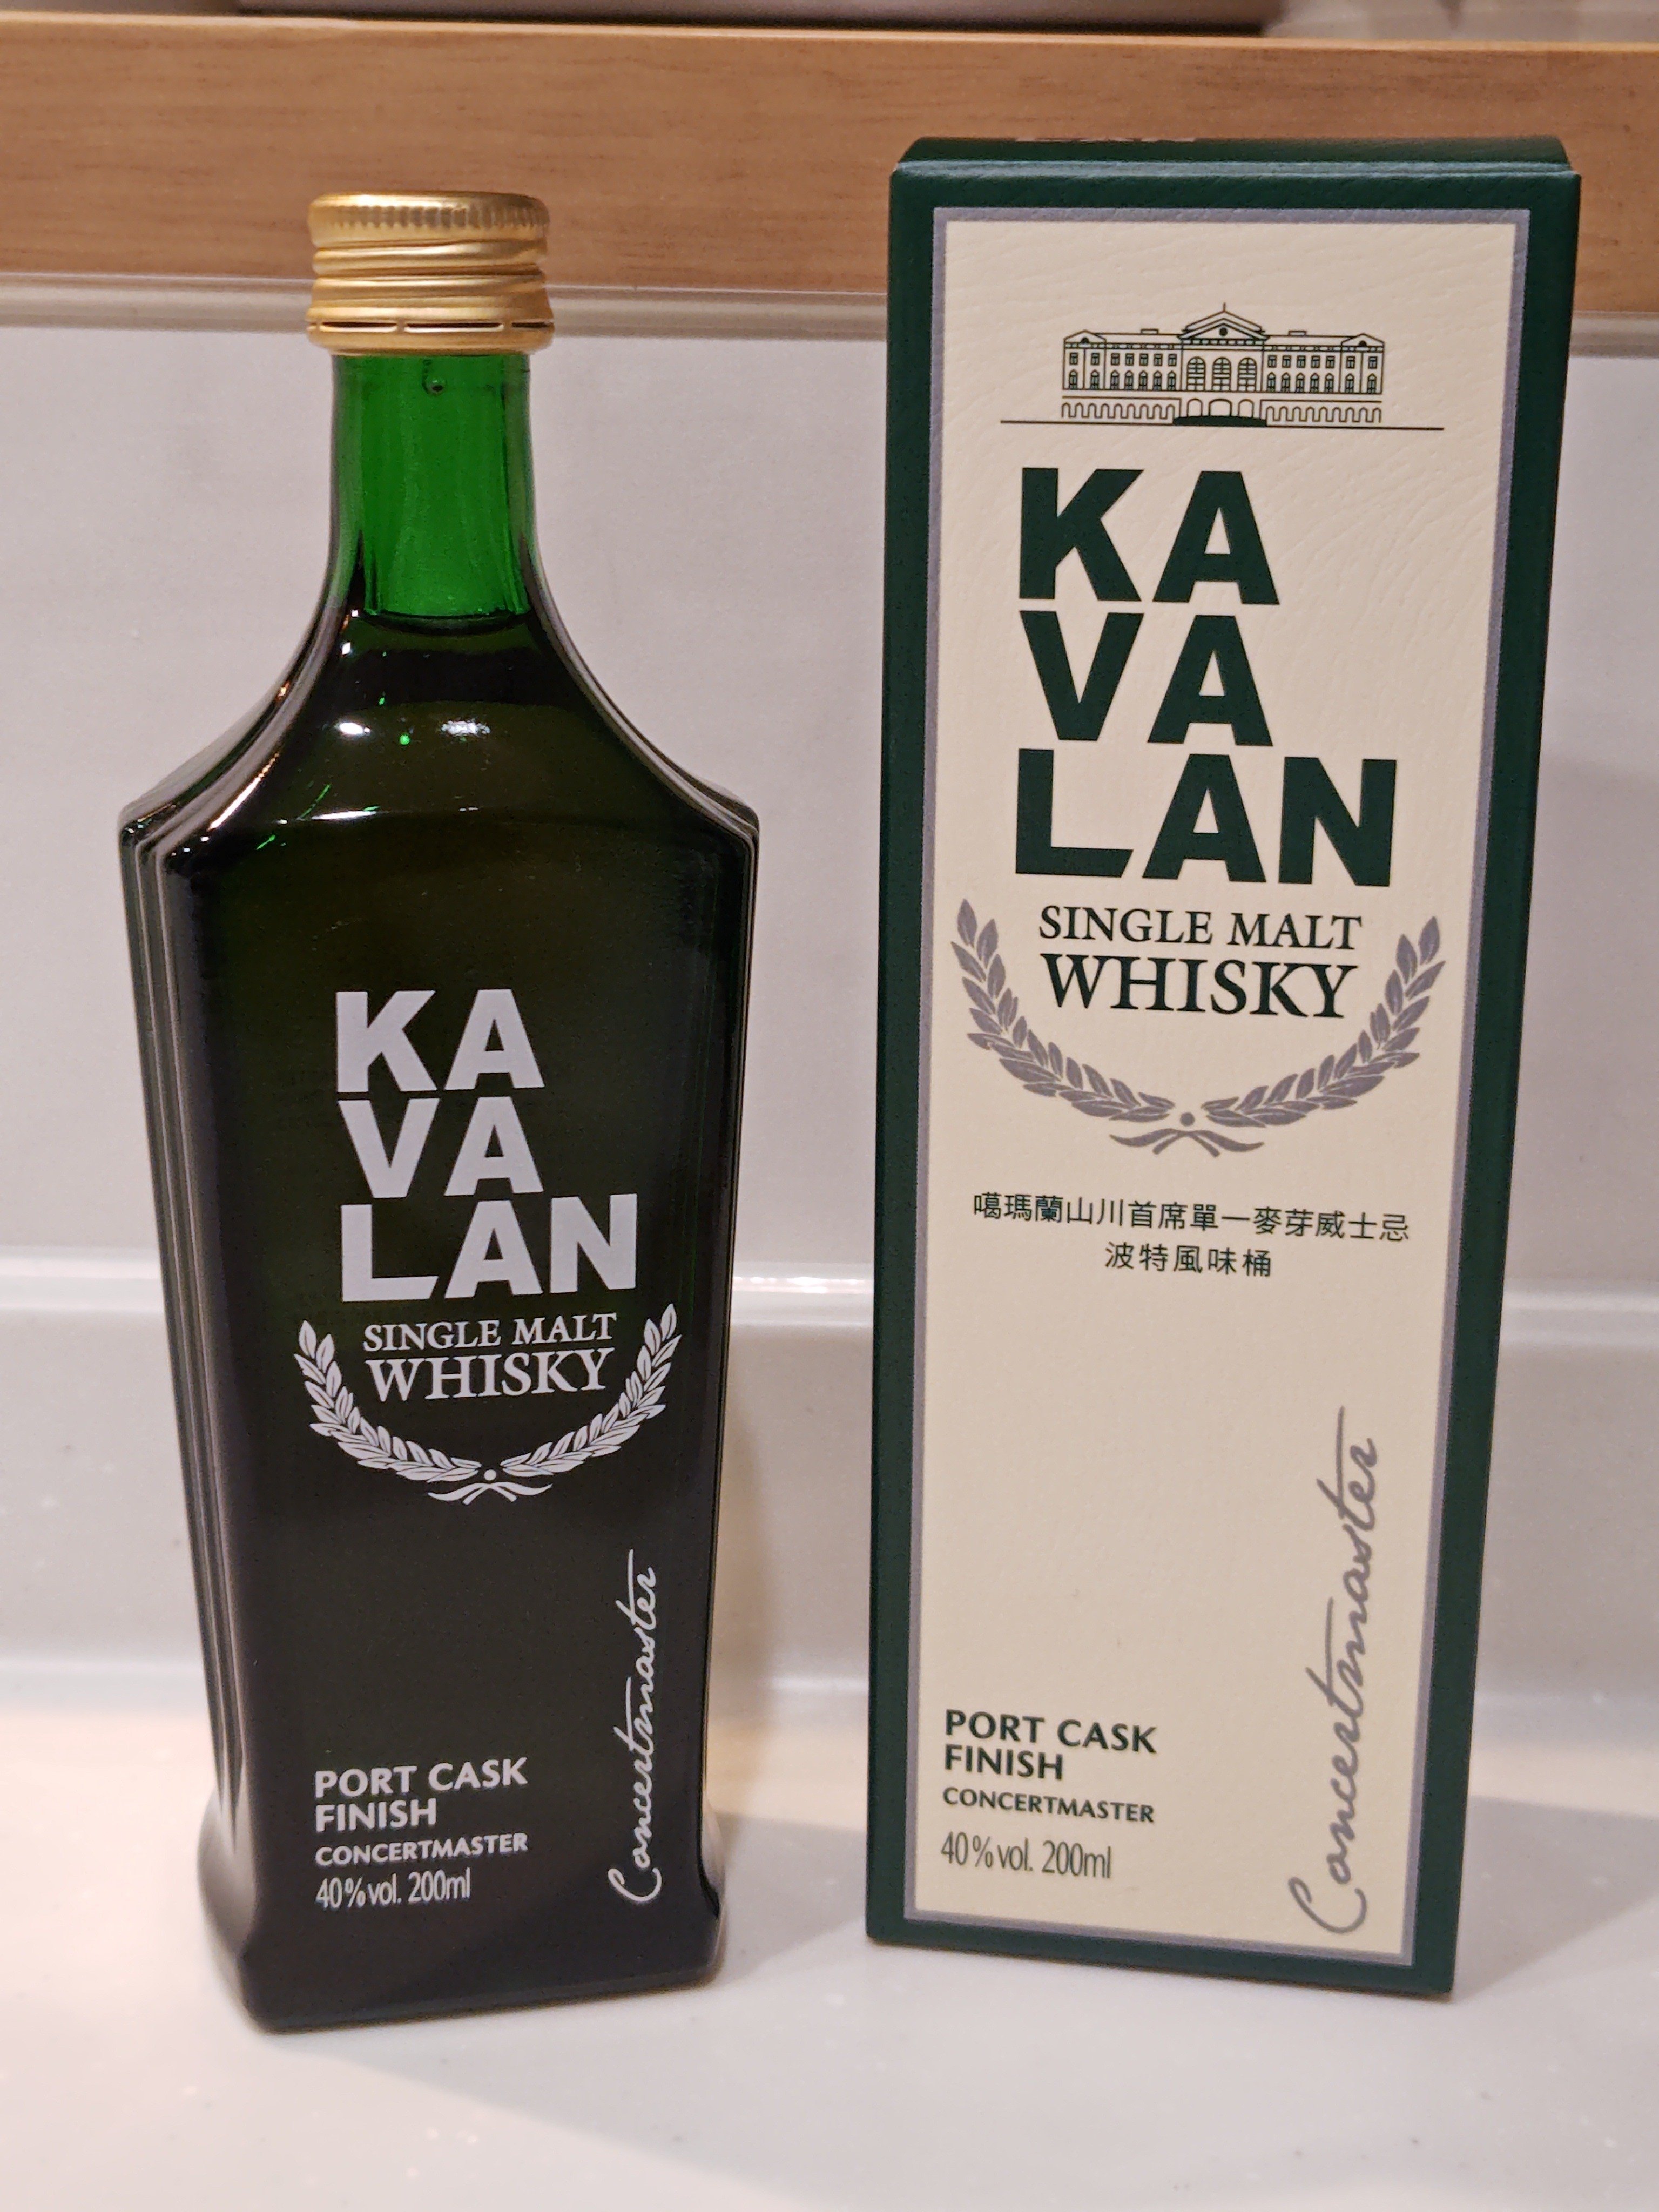 KA
VA
LAN
SINGLE MALT
WHISKY
PORT CASK
FINISH
CONCERTMASTER
40%vol. 200ml
Concertmaster
KA
VA
LAN
SINGLE MALT
WHISKY
噶瑪蘭山川首席單一麥芽威士忌
波特風味桶
PORT CASK
FINISH
CONCERTMASTER
40%vol. 200ml
Concertmaster